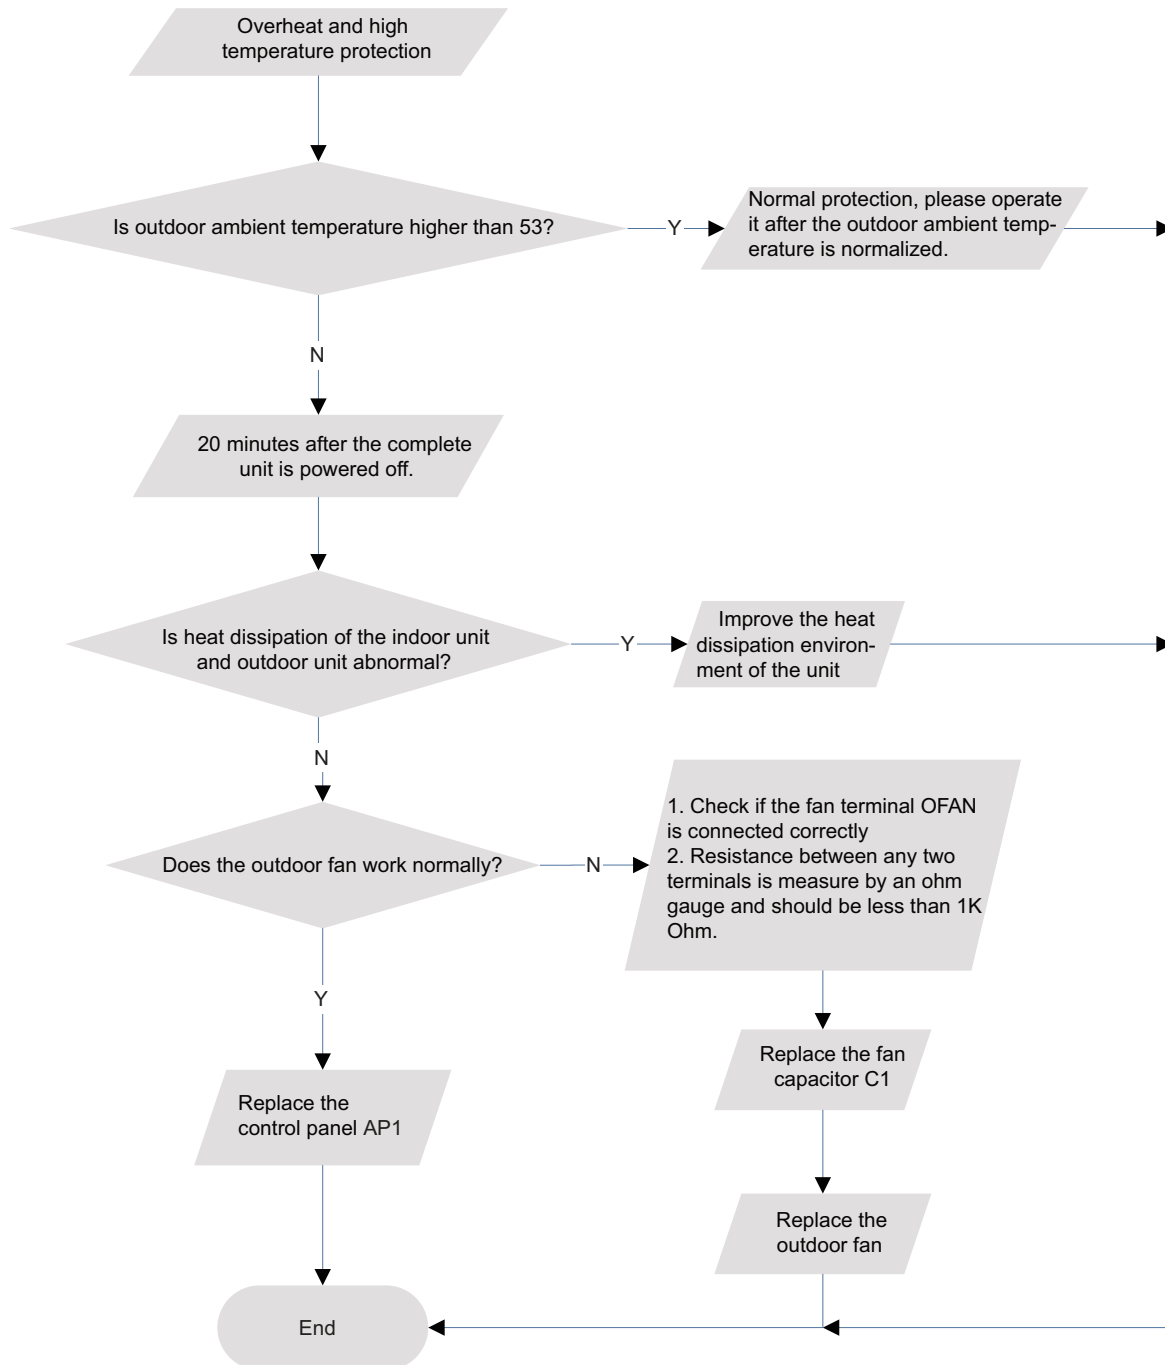 Overheat and high
temperature protection
Is outdoor ambient temperature higher than 53?
Y
Normal protection, please operate
it after the outdoor ambient temp-
erature is normalized.
N
20 minutes after the complete
unit is powered off.
Is heat dissipation of the indoor unit
and outdoor unit abnormal?
Y
Improve the heat
dissipation environ-
ment of the unit
N
Does the outdoor fan work normally?
N
1. Check if the fan terminal OFAN
is connected correctly
2. Resistance between any two
terminals is measure by an ohm
gauge and should be less than 1K
Ohm.
Y
Replace the fan
capacitor C1
Replace the
control panel AP1
Replace the
outdoor fan
End